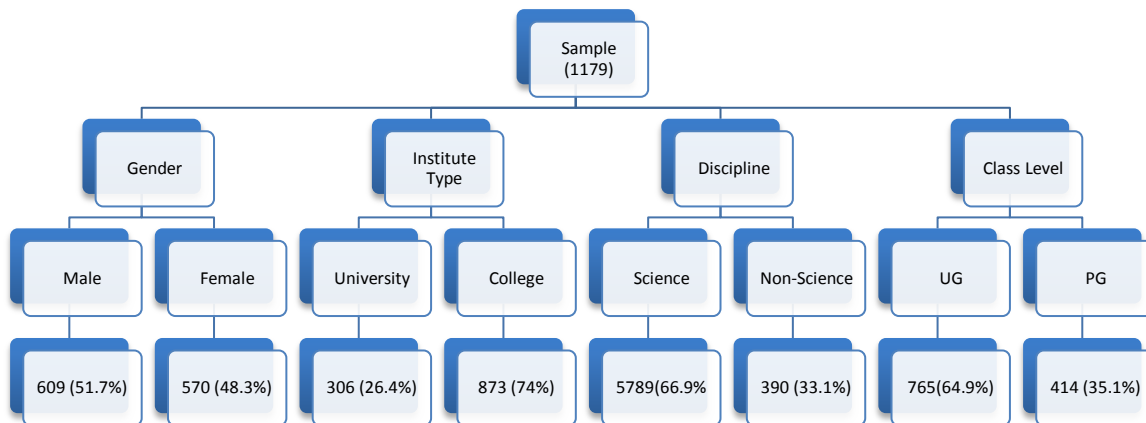 Sample
(1179)
Gender
Institute
Type
Discipline
Class Level
Male
Female
University
College
Science
Non-Science
UG
PG
609 (51.7%)
570 (48.3%)
306 (26.4%)
873 (74%)
5789(66.9%
390 (33.1%)
765(64.9%)
414 (35.1%)